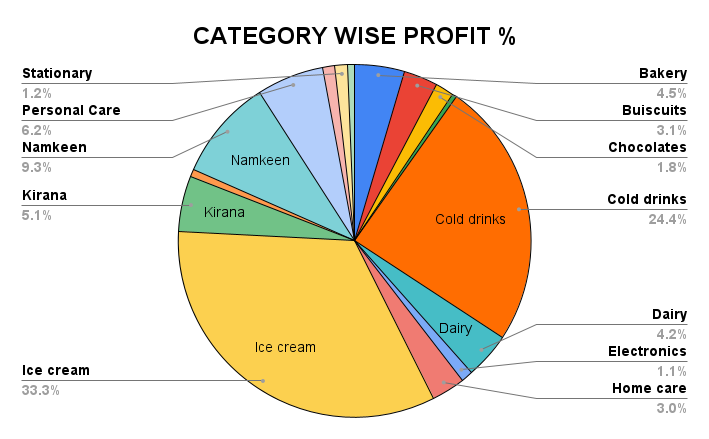 CATEGORY WISE PROFIT %
Stationary
1.2%
Personal Care
6.2%
Namkeen
9.3%
Kirana
5.1%
Ice cream
33.3%
Bakery
4.5%
Buiscuits
3.1%
Chocolates
1.8%
Cold drinks
24.4%
Dairy
4.2%
Electronics
1.1%
Home care
3.0%
Namkeen
Kirana
Cold drinks
Dairy
Ice cream